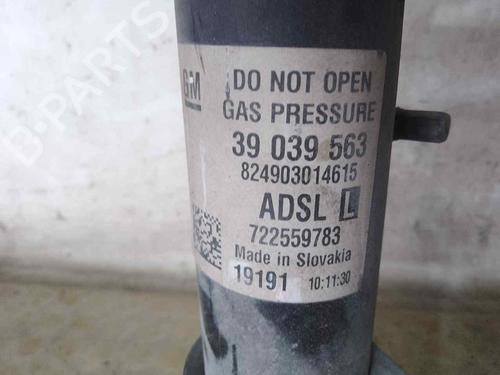 B-PARTS
GM
DO NOT OPEN
GAS PRESSURE
39 039 563
824903014615
ADSL L
722559783
Made in Slovakia
19191 10:11:30